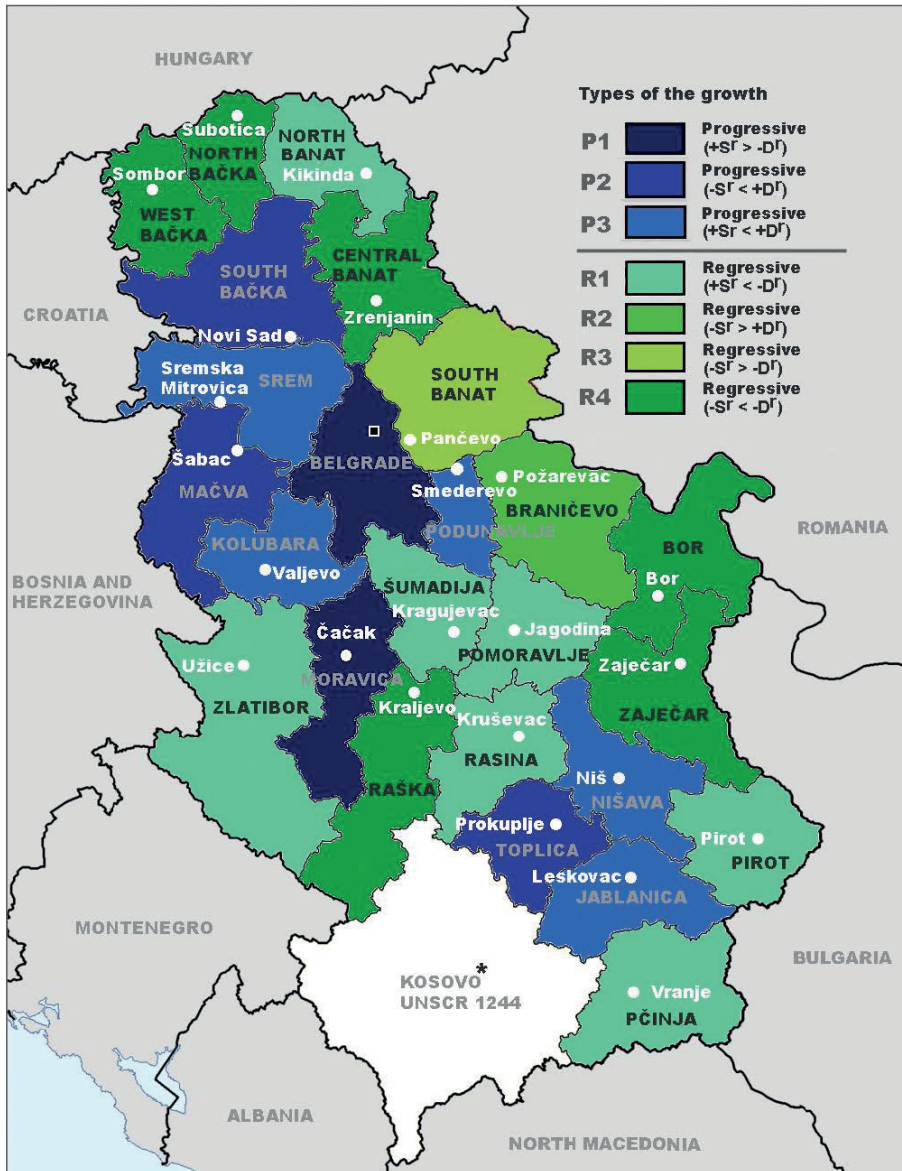 HUNGARY
Types of the growth
P1 Progressive
(+Sʳ > -Dʳ)
P2 Progressive
(-Sʳ < +Dʳ)
P3 Progressive
(+Sʳ < +Dʳ)
R1 Regressive
(+Sʳ < -Dʳ)
R2 Regressive
(-Sʳ > +Dʳ)
R3 Regressive
(-Sʳ > -Dʳ)
R4 Regressive
(-Sʳ < -Dʳ)
Subotica
NORTH
BAČKA
NORTH
BANAT
Kikinda
Sombor
WEST
BAČKA
SOUTH
BAČKA
CENTRAL
BANAT
Zrenjanin
CROATIA
Novi Sad
Sremska
Mitrovica
SREM
SOUTH
BANAT
Pančevo
BELGRADE
Šabac
MAČVA
Smederevo
PODUNAVLJE
Požarevac
BRANIČEVO
ROMANIA
KOLUBARA
Valjevo
BOR
Bor
BOSNIA AND
HERZEGOVINA
ŠUMADIJA
Kragujevac
Jagodina
POMORAVLJE
Čačak
MORAVICA
Užice
ZLATIBOR
Zaječar
ZAJEČAR
Kraljevo
RAŠKA
Kruševac
RASINA
Niš
NIŠAVA
Prokuplje
TOPLICA
Pirot
PIROT
Leskovac
JABLANICA
MONTENEGRO
BULGARIA
KOSOVO*
UNSCR 1244
Vranje
PČINJA
ALBANIA
NORTH MACEDONIA